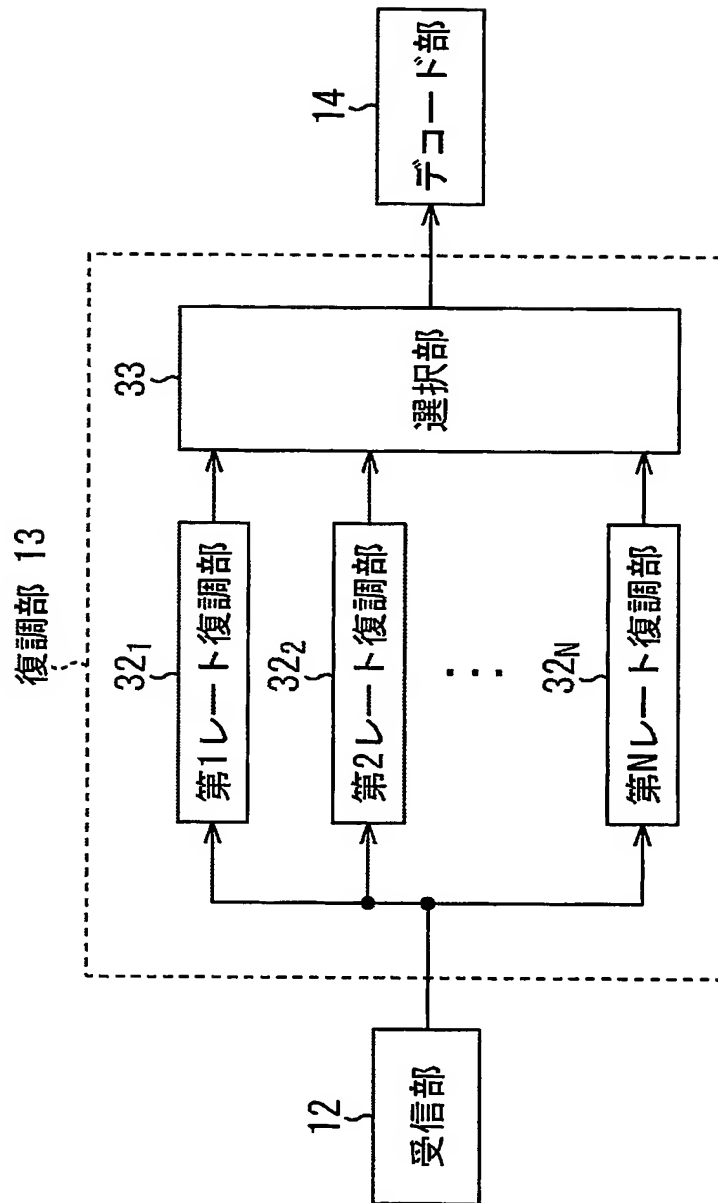 復調部 13
12
受信部
32₁
第1レート復調部
32₂
第2レート復調部
...
32N
第Nレート復調部
33
選択部
14
デコード部